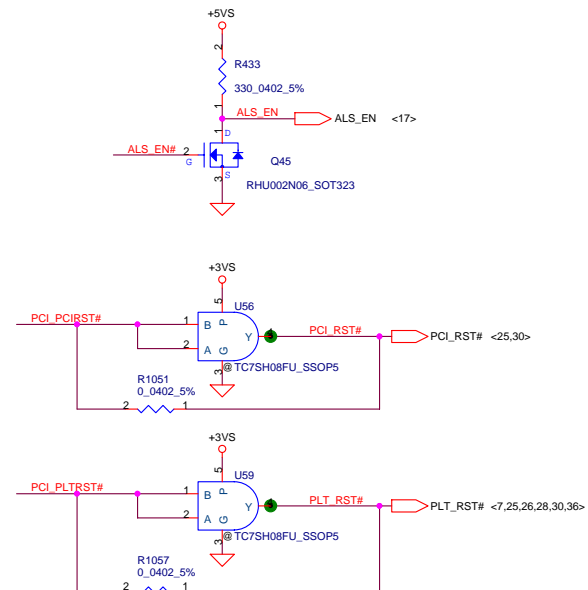 +5VS
2
R433
330_0402_5%
1
ALS_EN
ALS_EN <17>
1
D
ALS_EN#
2
G
Q45
3
S
RHU002N06_SOT323
+3VS
5
U56
PCI_PCIRST#
1
B
P
Y
PCI_RST#
PCI_RST# <25,30>
2
A
G
3
@TC7SH08FU_SSOP5
R1051
0_0402_5%
2
1
+3VS
5
U59
PCI_PLTRST#
1
B
P
Y
PLT_RST#
PLT_RST# <7,25,26,28,30,36>
2
A
G
3
@TC7SH08FU_SSOP5
R1057
0_0402_5%
2
1